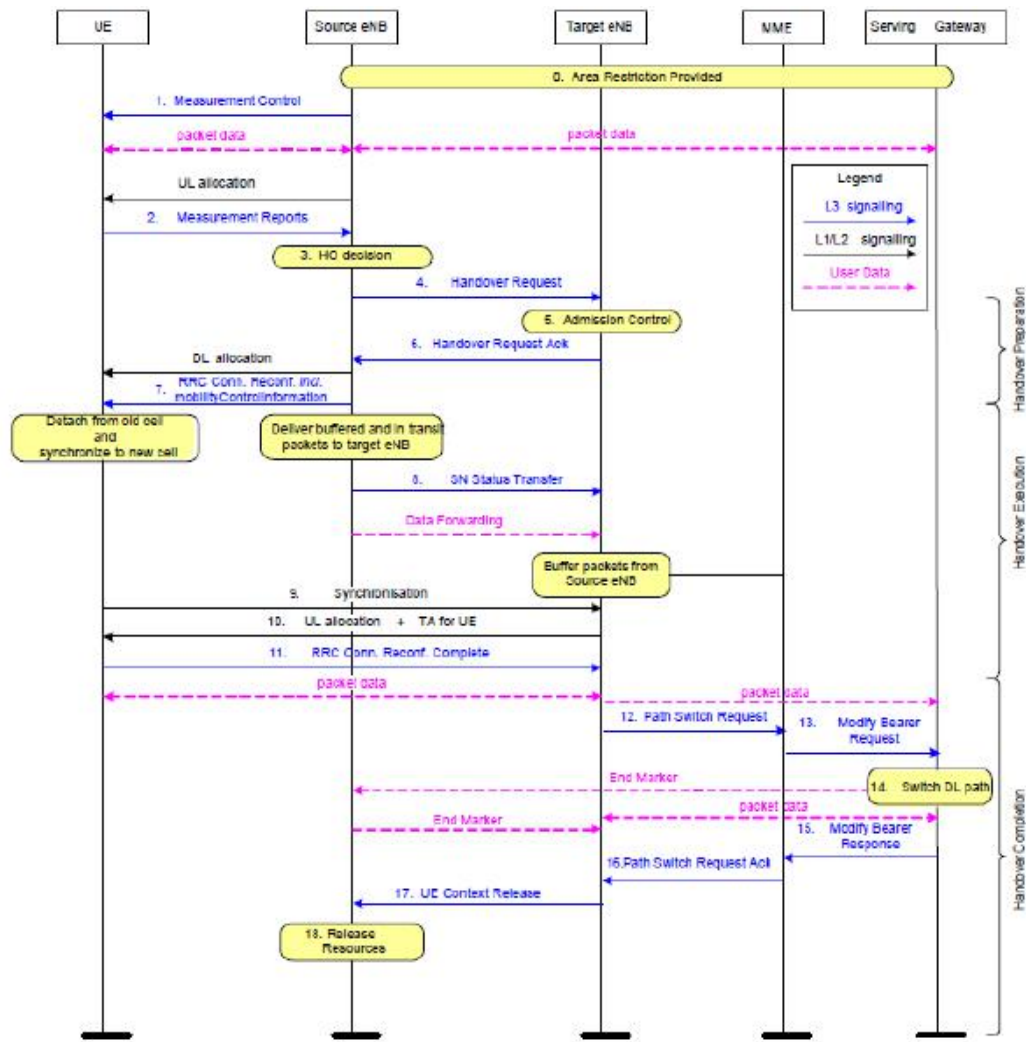 UE
Source eNB
Target eNB
MME
Serving Gateway
0. Area Restriction Provided
1. Measurement Control
packet data
packet data
UL allocation
Legend
L3 signalling
L1/L2 signalling
User Data
2. Measurement Reports
3. HO decision
4. Handover Request
5. Admission Control
6. Handover Request Ack
DL allocation
7. RRC Conn. Reconf. incl.
mobilityControlInformation
Handover Preparation
Detach from old cell
and
synchronize to new cell
Deliver buffered and in transit
packets to target eNB
8. SN Status Transfer
Data Forwarding
Buffer packets from
Source eNB
9. Synchronisation
10. UL allocation + TA for UE
11. RRC Conn. Reconf. Complete
Handover Execution
packet data
packet data
12. Path Switch Request
13. Modify Bearer
Request
End Marker
14. Switch DL path
packet data
End Marker
15. Modify Bearer
Response
16.Path Switch Request Ack
17. UE Context Release
18. Release
Resources
Handover Completion